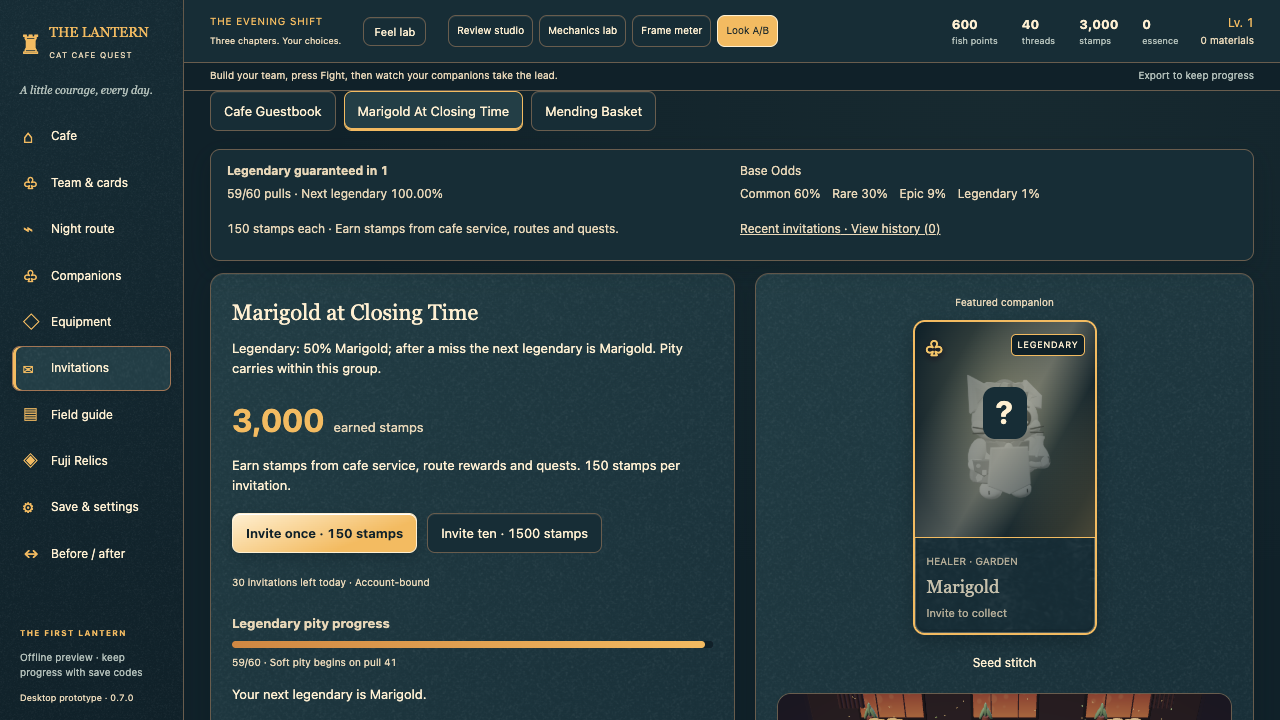 THE LANTERN
CAT CAFE QUEST
A little courage, every day.
Cafe
Team & cards
Night route
Companions
Equipment
Invitations
Field guide
Fuji Relics
Save & settings
Before / after
THE FIRST LANTERN
Offline preview · keep
progress with save codes
Desktop prototype · 0.7.0
THE EVENING SHIFT
Three chapters. Your choices.
Feel lab
Review studio
Mechanics lab
Frame meter
Look A/B
600
fish points
40
threads
3,000
stamps
0
essence
Lv. 1
0 materials
Build your team, press Fight, then watch your companions take the lead.
Export to keep progress
Cafe Guestbook
Marigold At Closing Time
Mending Basket
Legendary guaranteed in 1
59/60 pulls · Next legendary 100.00%
150 stamps each · Earn stamps from cafe service, routes and quests.
Base Odds
Common 60% Rare 30% Epic 9% Legendary 1%
Recent invitations · View history (0)
Marigold at Closing Time
Legendary: 50% Marigold; after a miss the next legendary is Marigold. Pity
carries within this group.
3,000 earned stamps
Earn stamps from cafe service, route rewards and quests. 150 stamps per
invitation.
Invite once · 150 stamps
Invite ten · 1500 stamps
30 invitations left today · Account-bound
Legendary pity progress
59/60 · Soft pity begins on pull 41
Your next legendary is Marigold.
Featured companion
LEGENDARY
?
HEALER · GARDEN
Marigold
Invite to collect
Seed stitch